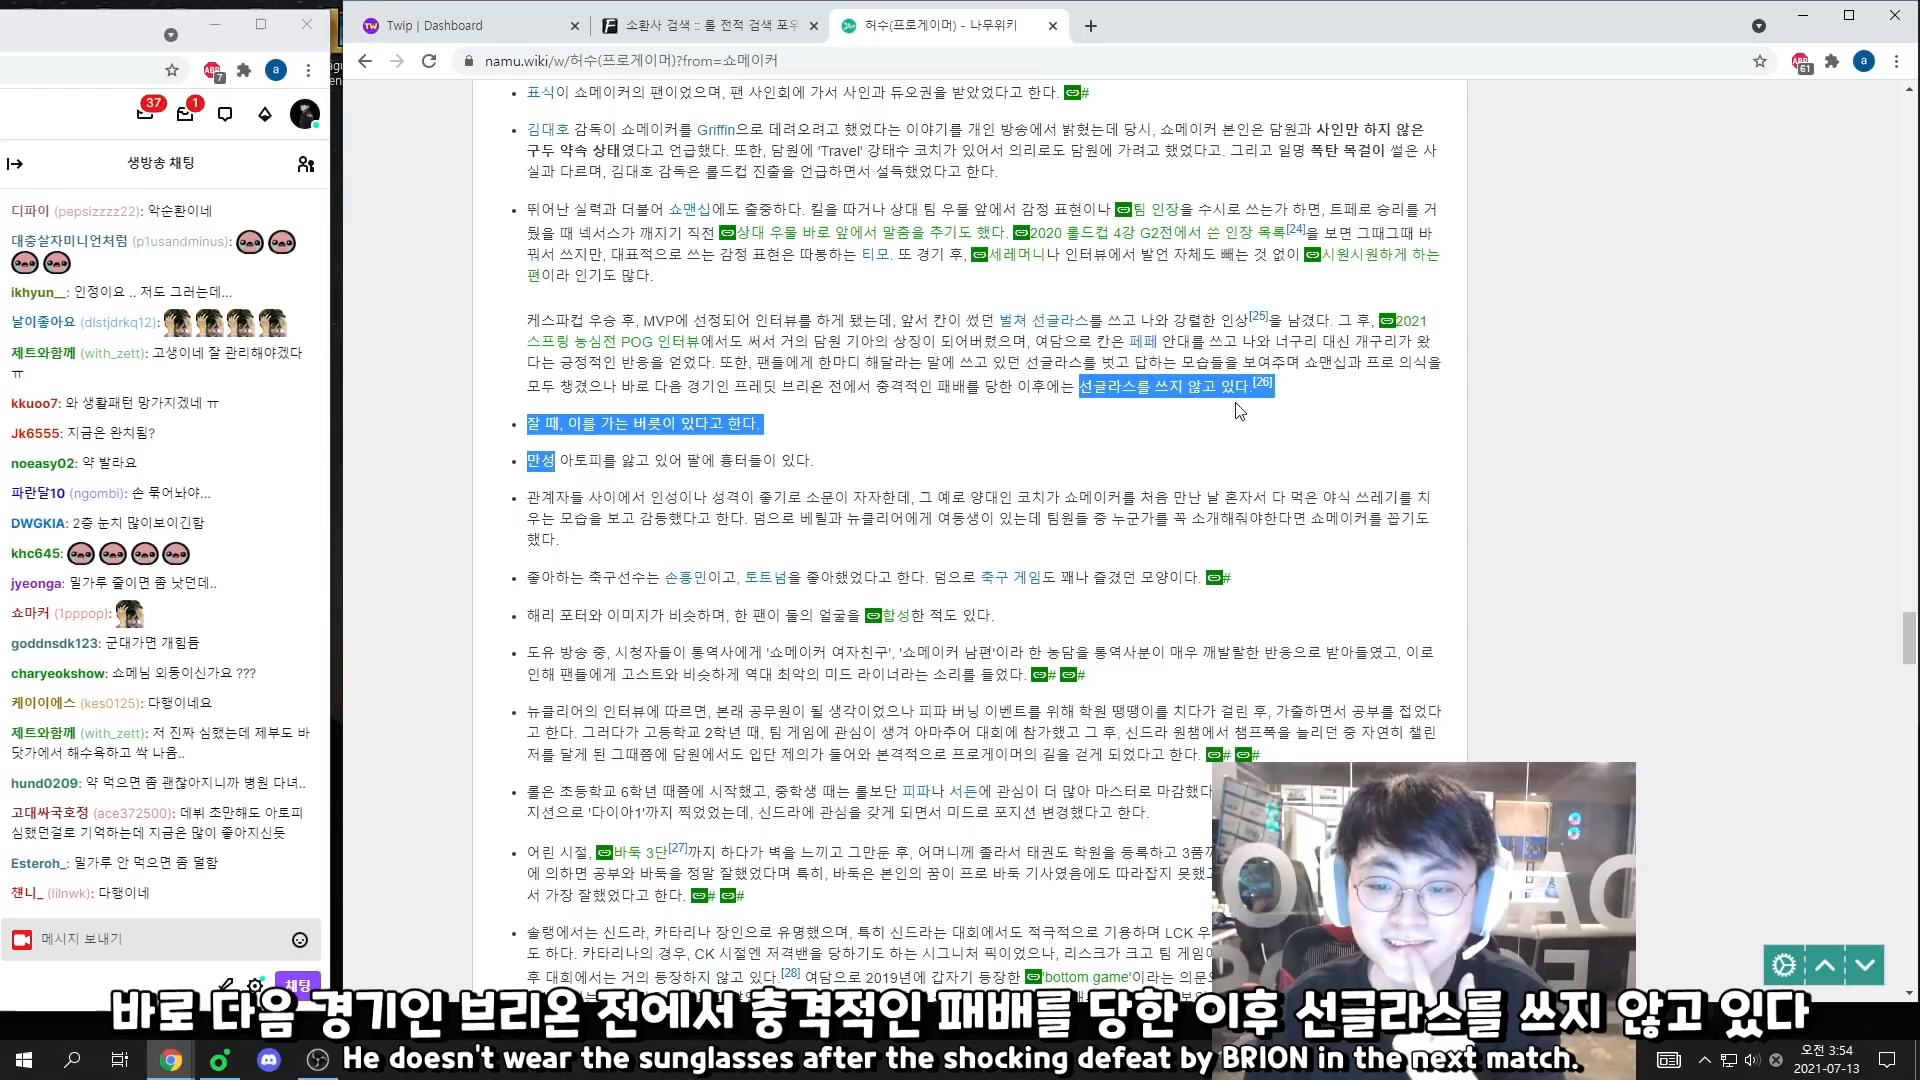 Twip | Dashboard
소환사 검색 :: 롤 전적 검색 포우
허수(프로게이머) - 나무위키
namu.wiki/w/허수(프로게이머)?from=쇼메이커
a
7
61
a
37
1
생방송 채팅
디파이 (pepsizzzz22): 악순환이네
대충살자미니언처럼 (p1usandminus):
ikhyun__: 인정이요 .. 저도 그러는데...
날이좋아요 (dlstjdrkq12):
제트와함께 (with_zett): 고생이네 잘 관리해야겠다
ㅠ
kkuoo7: 와 생활패턴 망가지겠네 ㅠ
Jk6555: 지금은 완치됨?
noeasy02: 약 발라요
파란달10 (ngombi): 손 묶어놔야...
DWGKIA: 2층 눈치 많이보이긴함
khc645:
jyeonga: 밀가루 줄이면 좀 낫던데..
쇼마커 (1pppop):
goddnsdk123: 군대가면 개힘듬
charyeokshow: 쇼메님 외동이신가요 ???
케이이에스 (kes0125): 다행이네요
제트와함께 (with_zett): 저 진짜 심했는데 제부도 바
닷가에서 해수욕하고 싹 나음..
hund0209: 약 먹으면 좀 괜찮아지니까 병원 다녀..
고대싸국호정 (ace372500): 데뷔 초만해도 아토피
심했던걸로 기억하는데 지금은 많이 좋아지신듯
Esteroh_: 밀가루 안 먹으면 좀 덜함
챈니_ (lilnwk): 다행이네
메시지 보내기
채팅
표식이 쇼메이커의 팬이었으며, 팬 사인회에 가서 사인과 듀오권을 받았었다고 한다. #
김대호 감독이 쇼메이커를 Griffin으로 데려오려고 했었다는 이야기를 개인 방송에서 밝혔는데 당시, 쇼메이커 본인은 담원과 사인만 하지 않은
구두 약속 상태였다고 언급했다. 또한, 담원에 'Travel' 강태수 코치가 있어서 의리로도 담원에 가려고 했었다고. 그리고 일명 폭탄 목걸이 썰은 사
실과 다르며, 김대호 감독은 롤드컵 진출을 언급하면서 설득했었다고 한다.
뛰어난 실력과 더불어 쇼맨십에도 출중하다. 킬을 따거나 상대 팀 우물 앞에서 감정 표현이나 팀 인장을 수시로 쓰는가 하면, 트페로 승리를 거
뒀을 때 넥서스가 깨지기 직전 상대 우물 바로 앞에서 말춤을 추기도 했다. 2020 롤드컵 4강 G2전에서 쓴 인장 목록[24]을 보면 그때그때 바
꿔서 쓰지만, 대표적으로 쓰는 감정 표현은 따봉하는 티모. 또 경기 후, 세레머니나 인터뷰에서 발언 자체도 빼는 것 없이 시원시원하게 하는
편이라 인기도 많다.
케스파컵 우승 후, MVP에 선정되어 인터뷰를 하게 됐는데, 앞서 칸이 썼던 벌쳐 선글라스를 쓰고 나와 강렬한 인상[25]을 남겼다. 그 후, 2021
스프링 농심전 POG 인터뷰에서도 써서 거의 담원 기아의 상징이 되어버렸으며, 여담으로 칸은 페페 안대를 쓰고 나와 너구리 대신 개구리가 왔
다는 긍정적인 반응을 얻었다. 또한, 팬들에게 한마디 해달라는 말에 쓰고 있던 선글라스를 벗고 답하는 모습들을 보여주며 쇼맨십과 프로 의식을
모두 챙겼으나 바로 다음 경기인 프레딧 브리온 전에서 충격적인 패배를 당한 이후에는 선글라스를 쓰지 않고 있다.[26]
잘 때, 이를 가는 버릇이 있다고 한다.
만성 아토피를 앓고 있어 팔에 흉터들이 있다.
관계자들 사이에서 인성이나 성격이 좋기로 소문이 자자한데, 그 예로 양대인 코치가 쇼메이커를 처음 만난 날 혼자서 다 먹은 야식 쓰레기를 치
우는 모습을 보고 감동했다고 한다. 덤으로 베릴과 뉴클리어에게 여동생이 있는데 팀원들 중 누군가를 꼭 소개해줘야한다면 쇼메이커를 꼽기도
했다.
좋아하는 축구선수는 손흥민이고, 토트넘을 좋아했었다고 한다. 덤으로 축구 게임도 꽤나 즐겼던 모양이다. #
해리 포터와 이미지가 비슷하며, 한 팬이 둘의 얼굴을 합성한 적도 있다.
도유 방송 중, 시청자들이 통역사에게 '쇼메이커 여자친구', '쇼메이커 남편'이라 한 농담을 통역사분이 매우 깨발랄한 반응으로 받아들였고, 이로
인해 팬들에게 고스트와 비슷하게 역대 최악의 미드 라이너라는 소리를 들었다. # #
뉴클리어의 인터뷰에 따르면, 본래 공무원이 될 생각이었으나 피파 버닝 이벤트를 위해 학원 땡땡이를 치다가 걸린 후, 가출하면서 공부를 접었다
고 한다. 그러다가 고등학교 2학년 때, 팀 게임에 관심이 생겨 아마추어 대회에 참가했고 그 후, 신드라 원챔에서 챔프폭을 늘리던 중 자연히 챌린
저를 달게 된 그때쯤에 담원에서도 입단 제의가 들어와 본격적으로 프로게이머의 길을 걷게 되었다고 한다. # #
롤은 초등학교 6학년 때쯤에 시작했고, 중학생 때는 롤보단 피파나 서든에 관심이 더 많아 마스터로 마감했다
지션으로 '다이아1'까지 찍었었는데, 신드라에 관심을 갖게 되면서 미드로 포지션 변경했다고 한다.
어린 시절, 바둑 3단[27]까지 하다가 벽을 느끼고 그만둔 후, 어머니께 졸라서 태권도 학원을 등록하고 3품까
에 의하면 공부와 바둑을 정말 잘했었다며 특히, 바둑은 본인의 꿈이 프로 바둑 기사였음에도 따라잡지 못했고
서 가장 잘했었다고 한다. # #
솔랭에서는 신드라, 카타리나 장인으로 유명했으며, 특히 신드라는 대회에서도 적극적으로 기용하며 LCK 우
도 하다. 카타리나의 경우, CK 시절엔 저격밴을 당하기도 하는 시그니처 픽이었으나, 리스크가 크고 팀 게임에
후 대회에서는 거의 등장하지 않고 있다.[28] 여담으로 2019년에 갑자기 등장한 'bottom game'이라는 의문의
바로 다음 경기인 브리온 전에서 충격적인 패배를 당한 이후 선글라스를 쓰지 않고 있다
He doesn't wear the sunglasses after the shocking defeat by BRION in the next match.
오전 3:54
2021-07-13